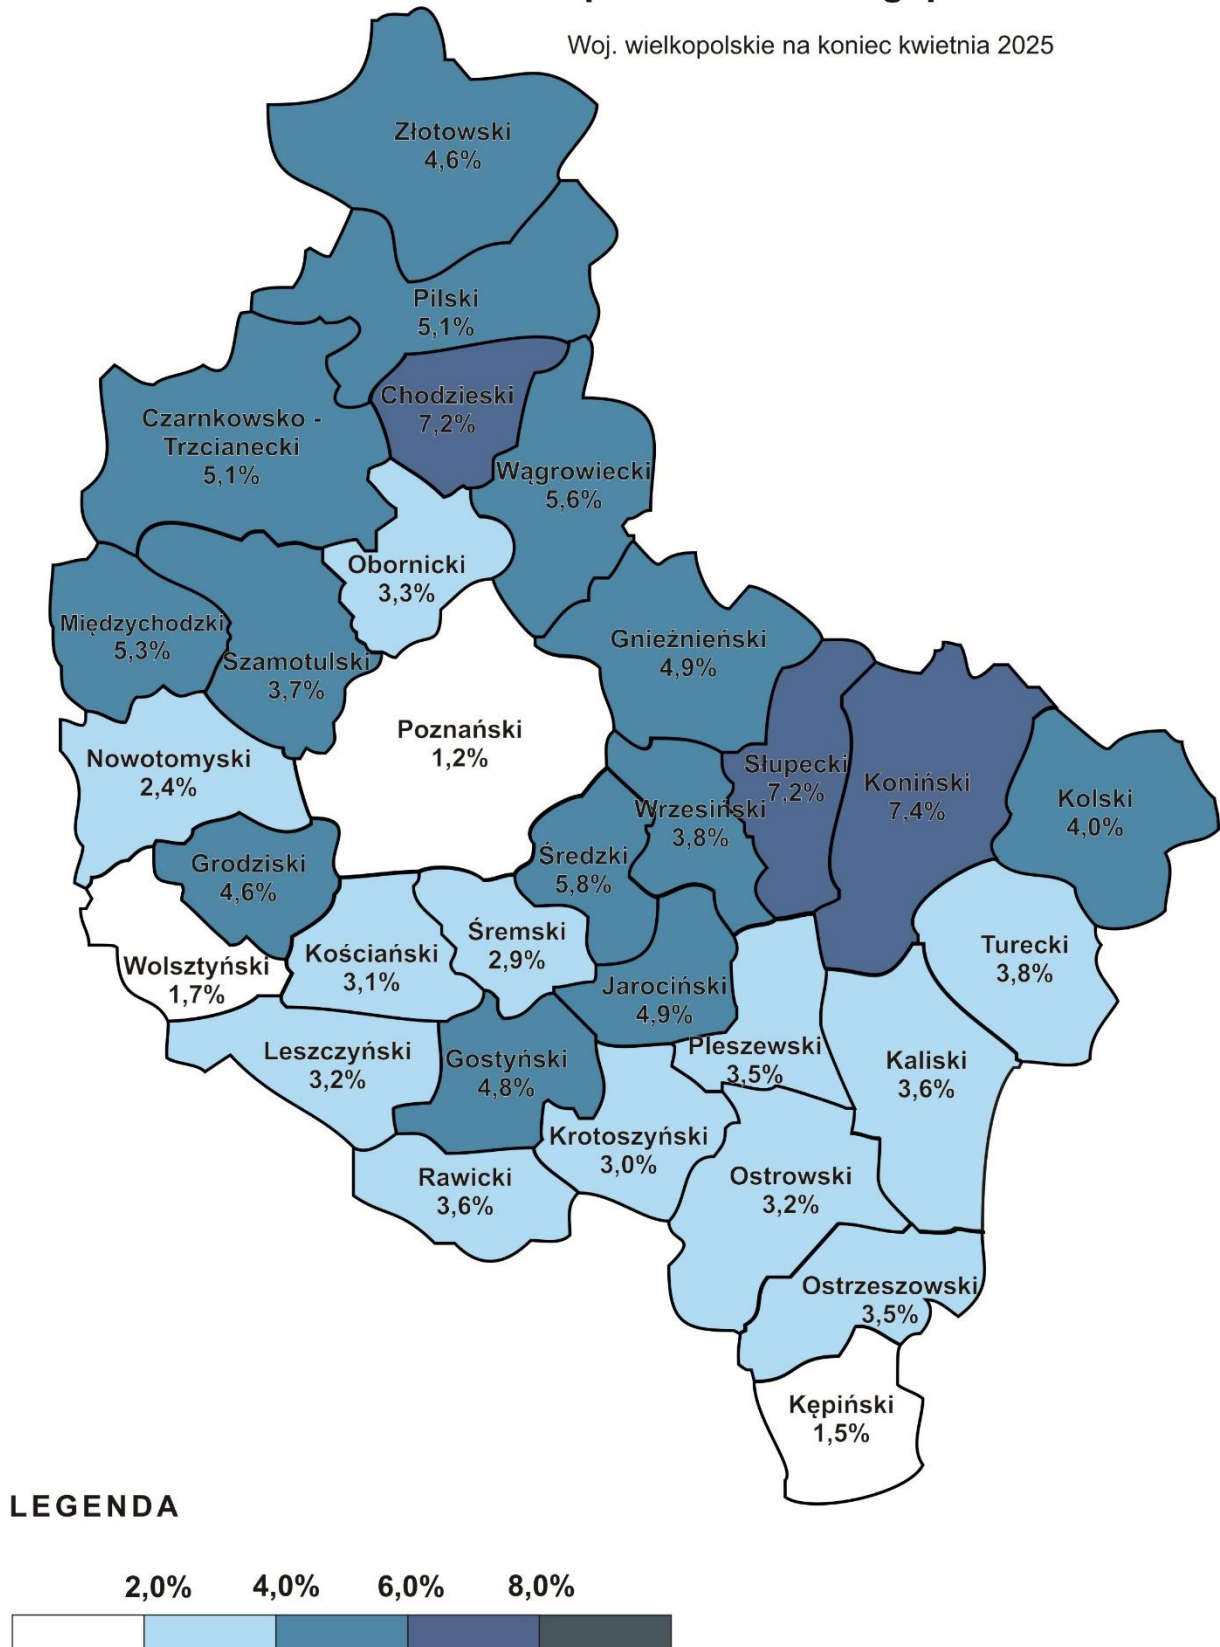 Woj. wielkopolskie na koniec kwietnia 2025
Złotowski
4,6%
Pilski
5,1%
Chodzieski
7,2%
Czarnkowsko -
Trzcianecki
5,1%
Wągrowiecki
5,6%
Obornicki
3,3%
Międzychodzki
5,3%
Szamotulski
3,7%
Gnieźnieński
4,9%
Poznański
1,2%
Nowotomyski
2,4%
Słupecki
7,2%
Koniński
7,4%
Kolski
4,0%
Wrzesiński
3,8%
Średzki
5,8%
Grodziski
4,6%
Śremski
2,9%
Kościański
3,1%
Turecki
3,8%
Wolsztyński
1,7%
Jarociński
4,9%
Leszczyński
3,2%
Gostyński
4,8%
Pleszewski
3,5%
Kaliski
3,6%
Krotoszyński
3,0%
Rawicki
3,6%
Ostrowski
3,2%
Ostrzeszowski
3,5%
Kępiński
1,5%
LEGENDA
2,0% 4,0% 6,0% 8,0%